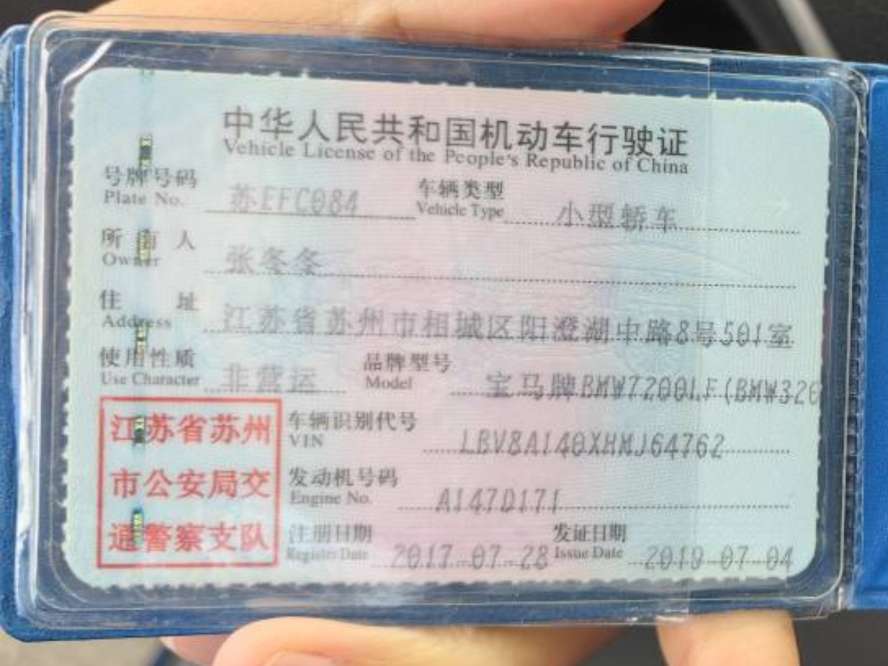 中华人民共和国机动车行驶证
Vehicle License of the People's Republic of China
号牌号码 苏EFC084 车辆类型 小型轿车
Plate No. Vehicle Type
所有人 张冬冬
Owner
住址 江苏省苏州市相城区阳澄湖中路8号501室
Address
使用性质 非营运 品牌型号 宝马牌BMW7200LF(BMW320
Use Character Model
江苏省苏州
市公安局交
通警察支队
车辆识别代号 LBV8A140XHMJ64762
VIN
发动机号码 A147D171
Engine No.
注册日期 2017-07-28 发证日期 2019-07-04
Register Date Issue Date